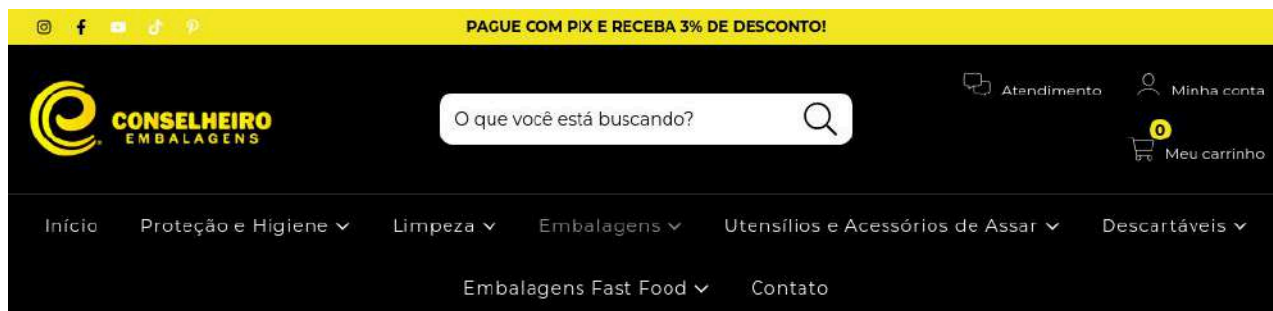 PAGUE COM PIX E RECEBA 3% DE DESCONTO!
CONSELHEIRO
EMBALAGENS
O que você está buscando?
Atendimento
Minha conta
0
Meu carrinho
Início Proteção e Higiene Limpeza Embalagens Utensílios e Acessórios de Assar Descartáveis
Embalagens Fast Food Contato